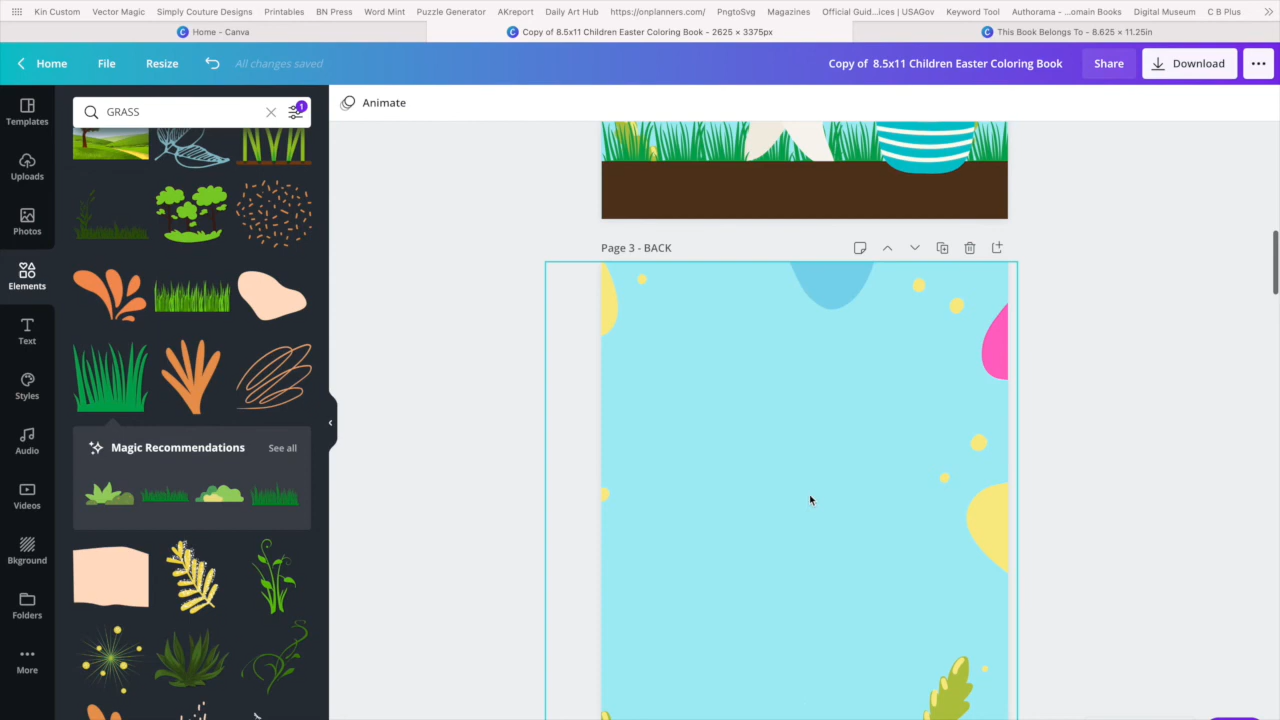 Kin Custom Vector Magic Simply Couture Designs Printables BN Press Word Mint Puzzle Generator AKreport Daily Art Hub https://onplanners.com/ PngtoSvg Magazines Official Guid...ices | USAGov Keyword Tool Authorama - ...omain Books Digital Museum C B Plus
Home - Canva
Copy of 8.5x11 Children Easter Coloring Book - 2625 × 3375px
This Book Belongs To - 8.625 × 11.25in
Home File Resize All changes saved Copy of 8.5x11 Children Easter Coloring Book Share Download
Templates
Uploads
Photos
Elements
Text
Styles
Audio
Videos
Bkground
Folders
More
GRASS
1
Animate
Magic Recommendations See all
Page 3 - BACK